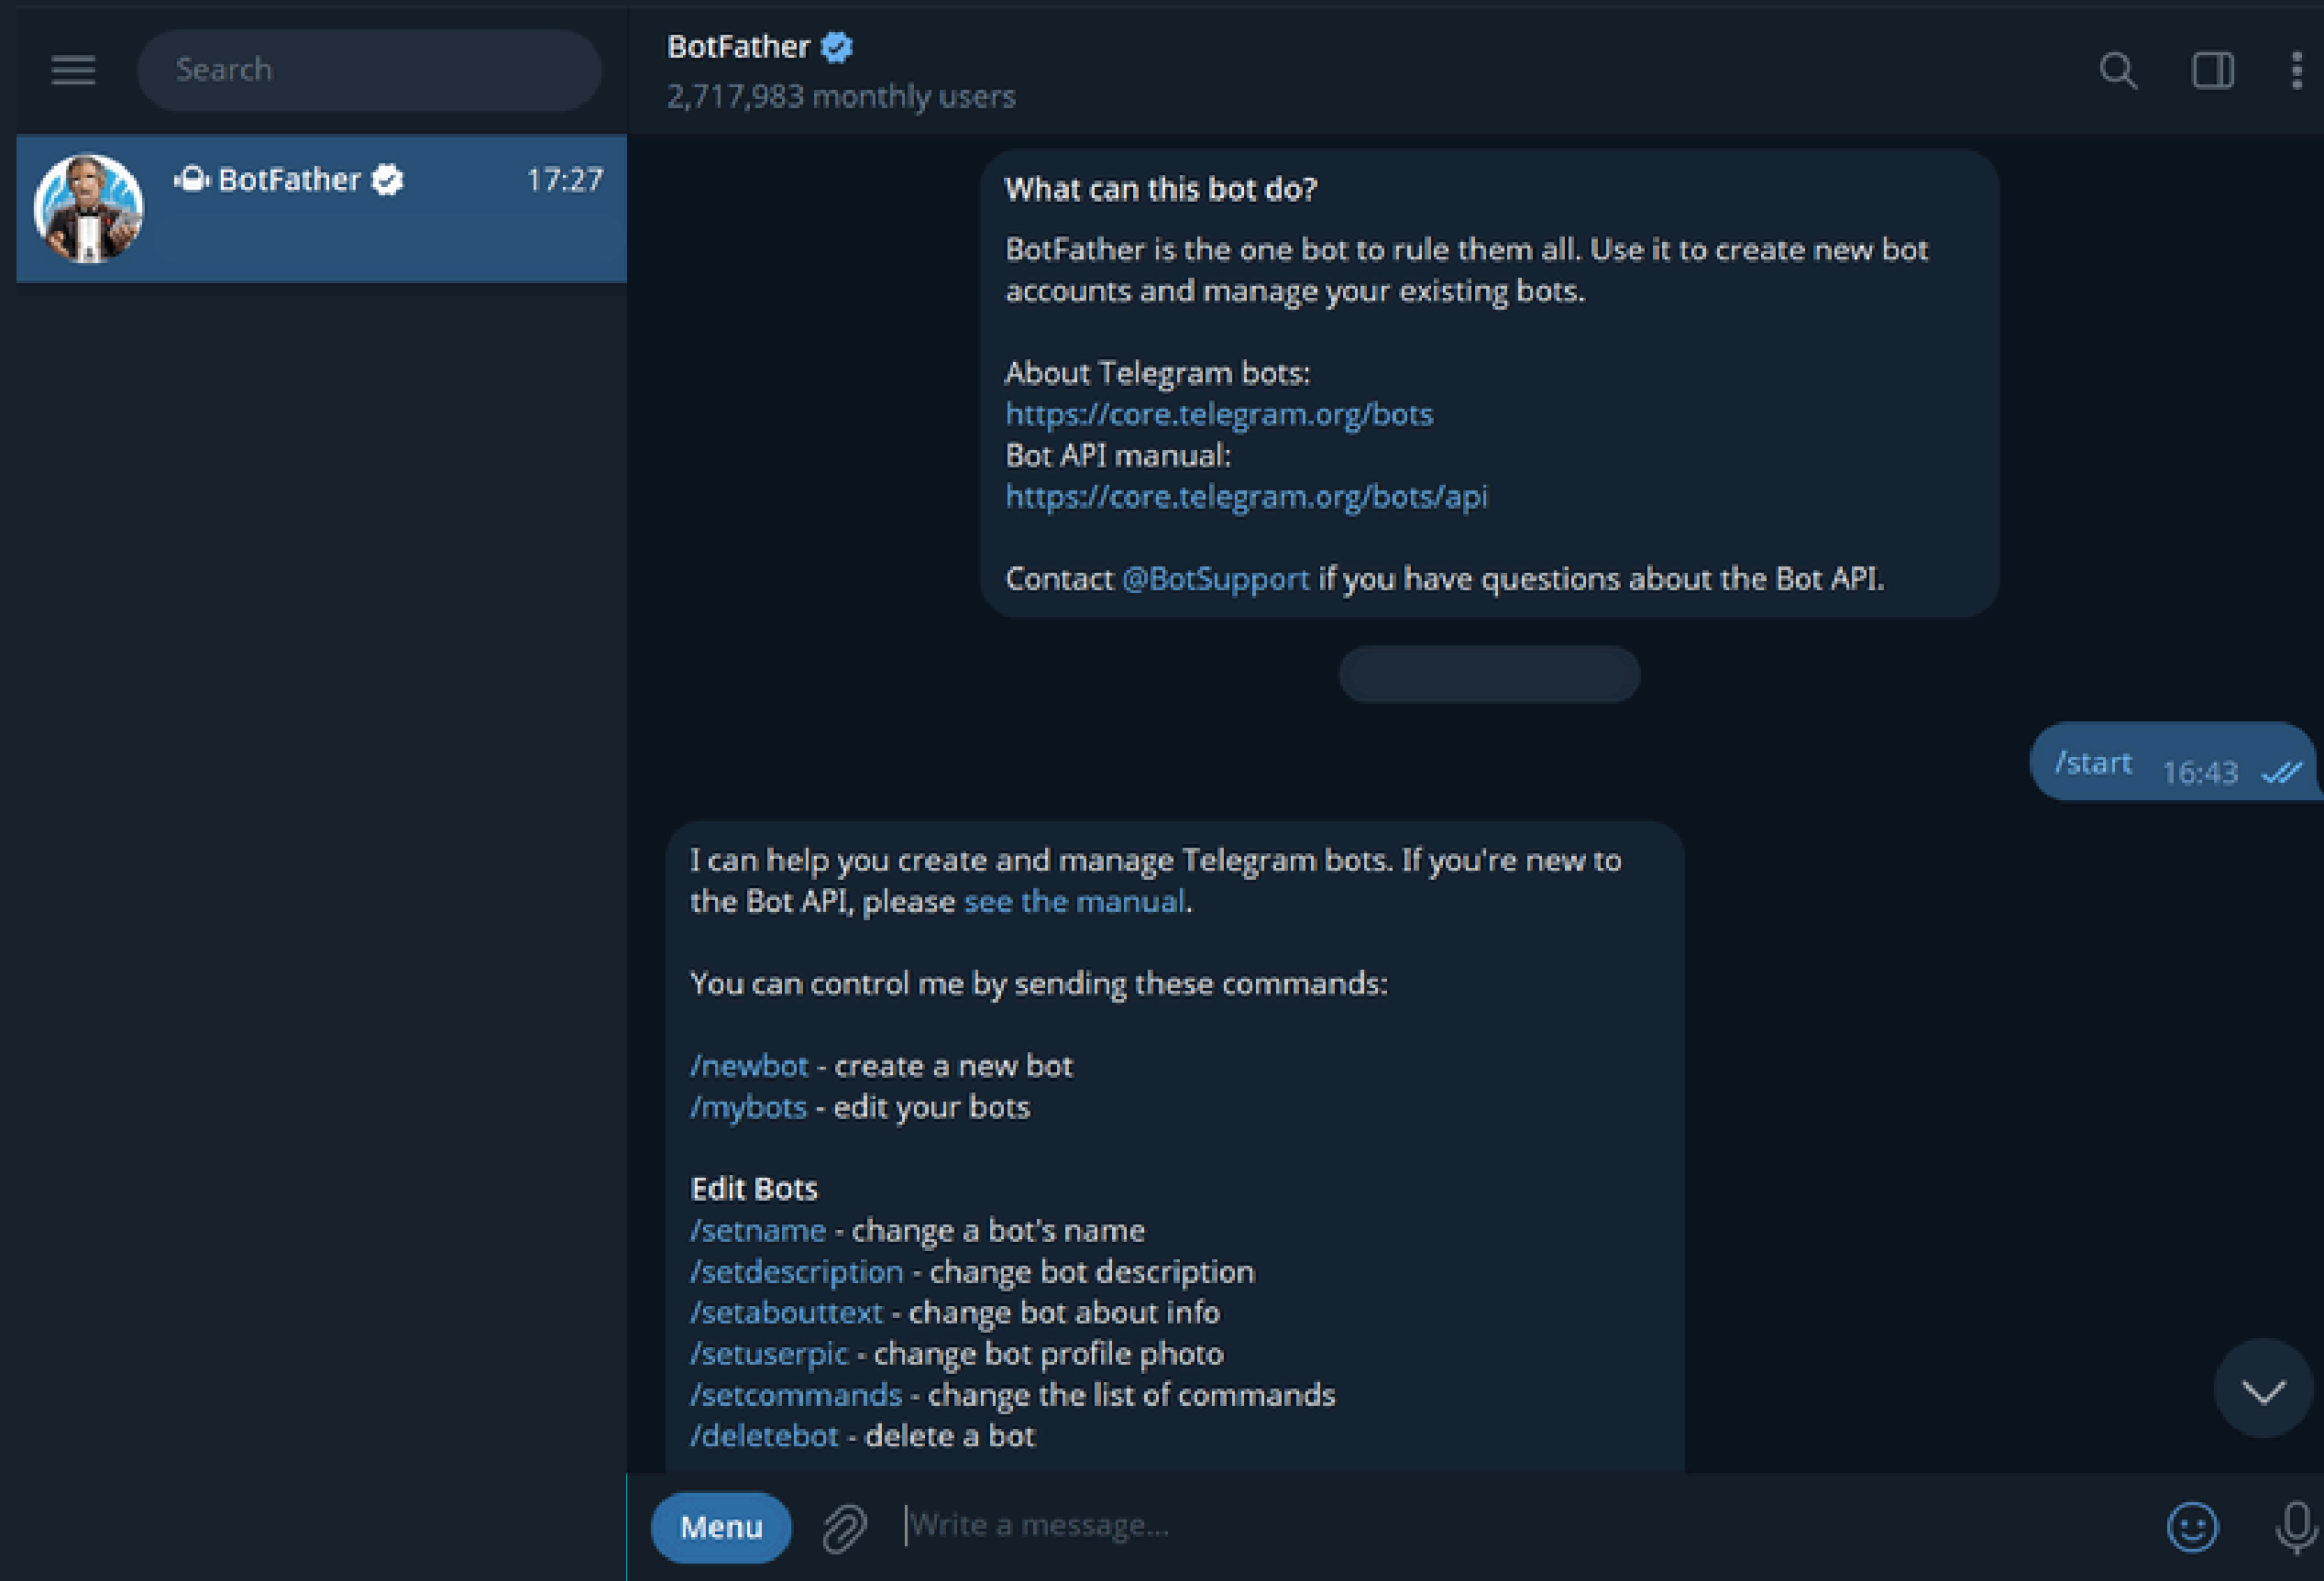 Search
BotFather
17:27
BotFather
2,717,983 monthly users
What can this bot do?
BotFather is the one bot to rule them all. Use it to create new bot
accounts and manage your existing bots.
About Telegram bots:
https://core.telegram.org/bots
Bot API manual:
https://core.telegram.org/bots/api
Contact @BotSupport if you have questions about the Bot API.
/start 16:43
I can help you create and manage Telegram bots. If you're new to
the Bot API, please see the manual.
You can control me by sending these commands:
/newbot - create a new bot
/mybots - edit your bots
Edit Bots
/setname - change a bot's name
/setdescription - change bot description
/setabouttext - change bot about info
/setuserpic - change bot profile photo
/setcommands - change the list of commands
/deletebot - delete a bot
Menu
Write a message...